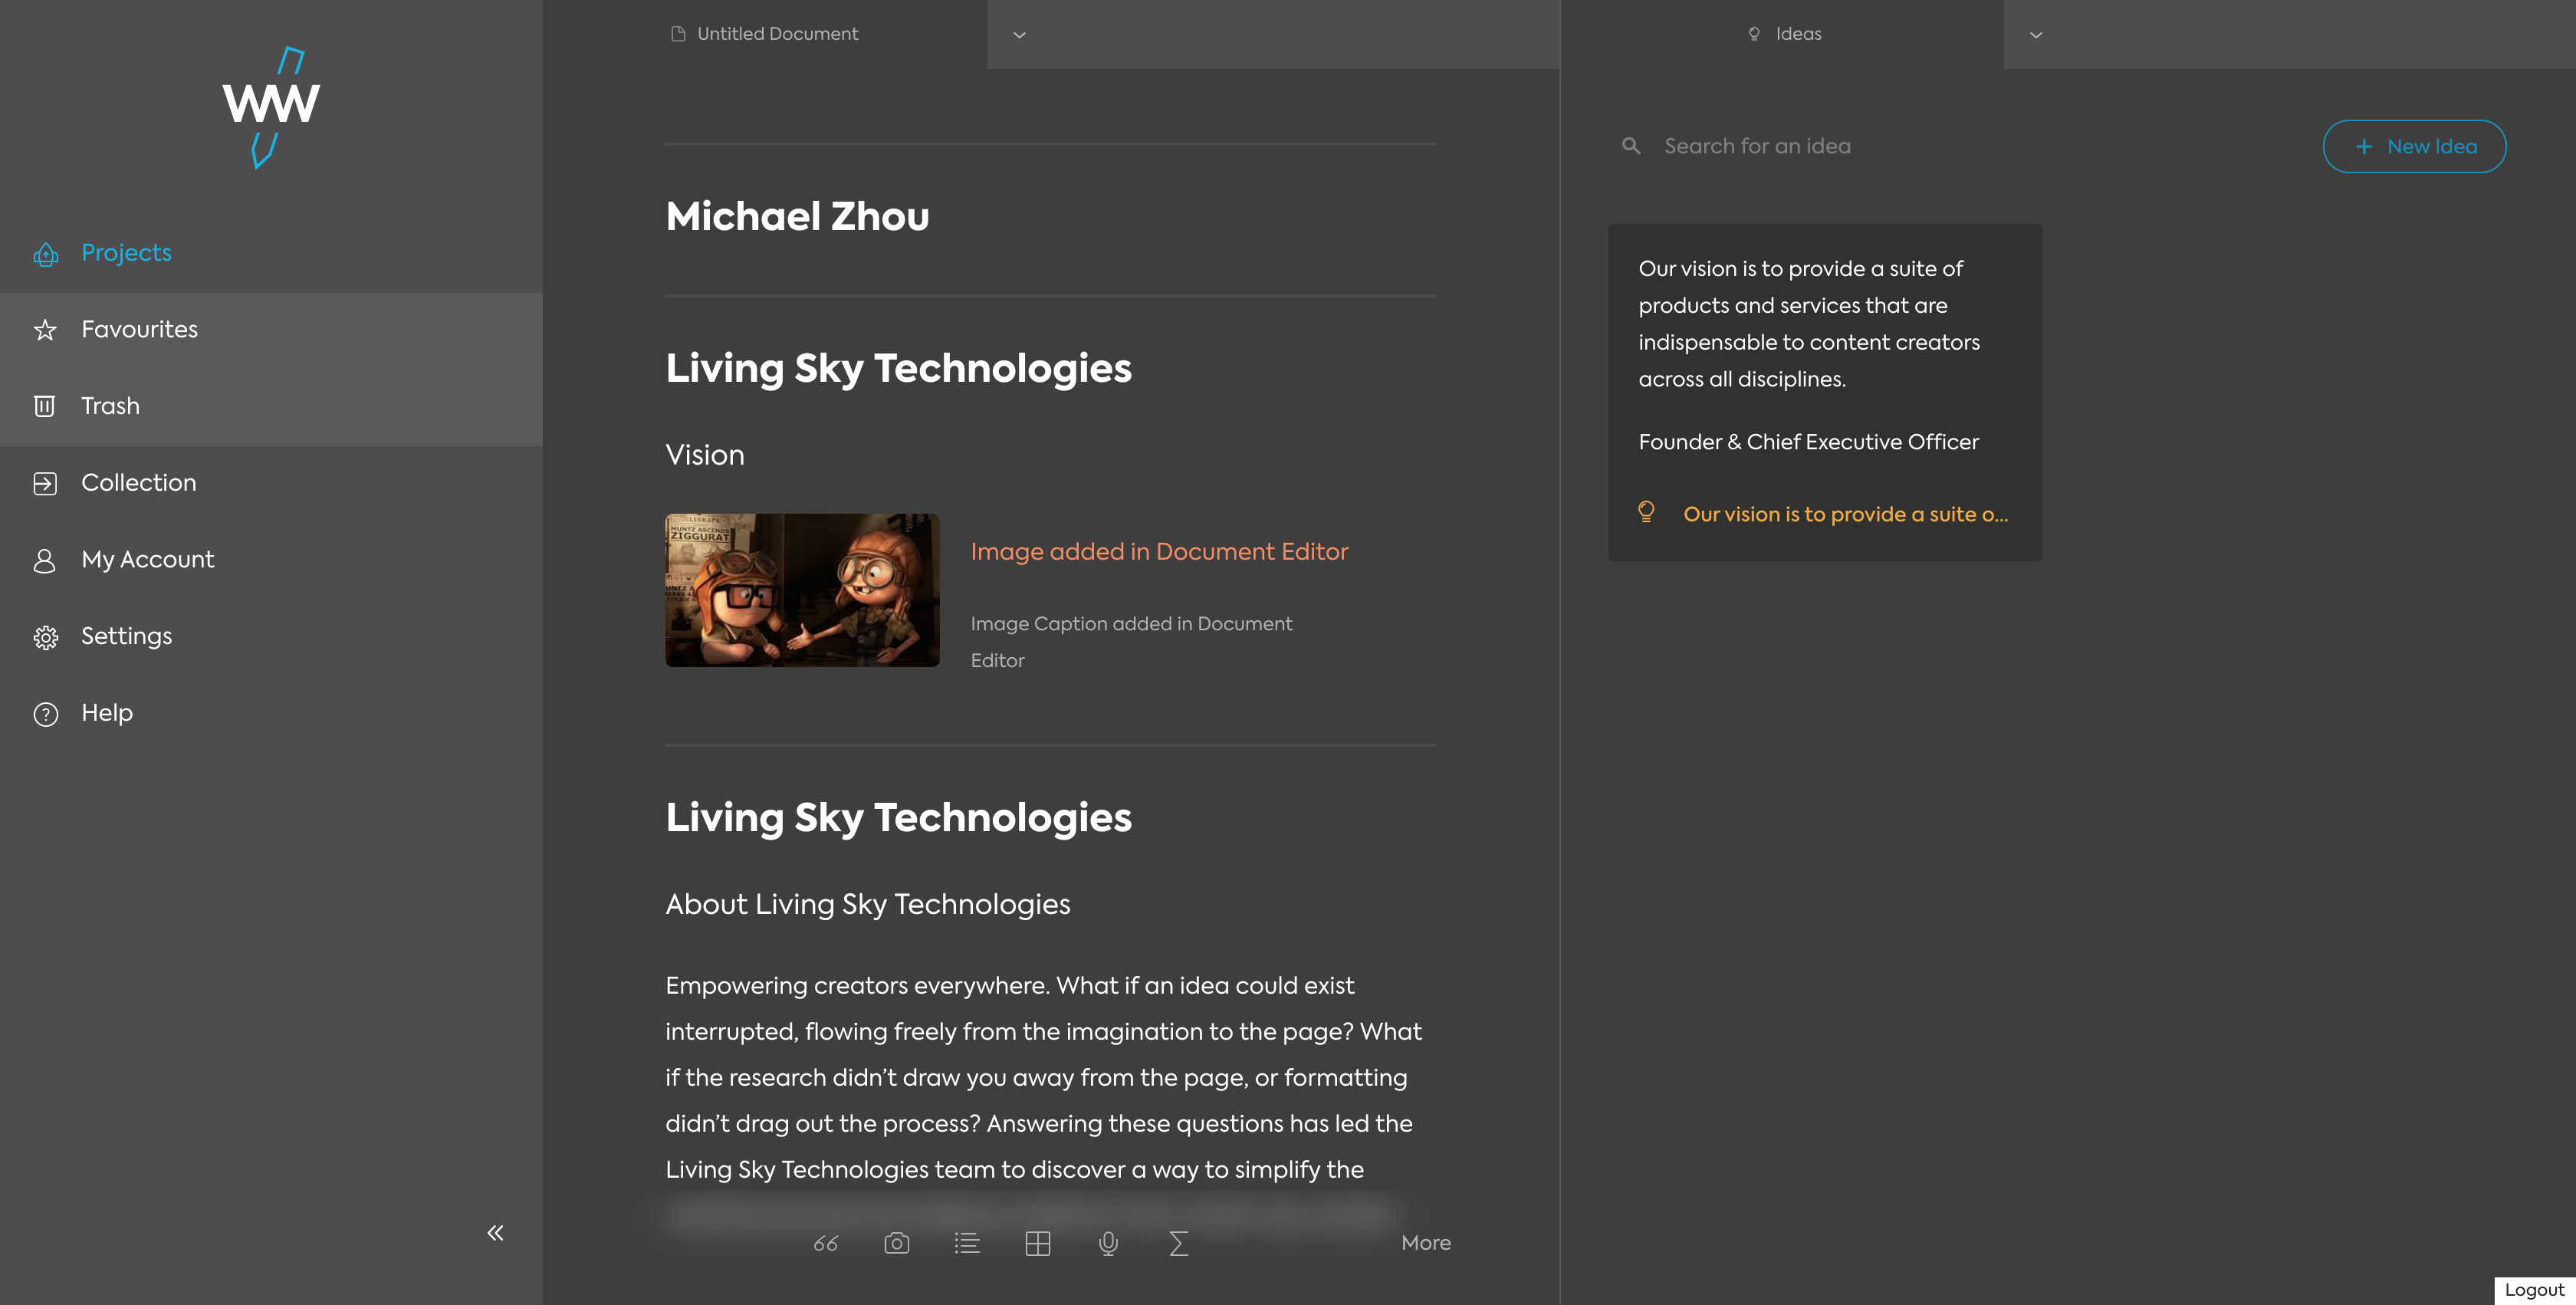 WW
Projects
Favourites
Trash
Collection
My Account
Settings
Help
Untitled Document
Michael Zhou
Living Sky Technologies
Vision
MUNTZ ASCENDS
ZIGGURAT
Image added in Document Editor
Image Caption added in Document
Editor
Living Sky Technologies
About Living Sky Technologies
Empowering creators everywhere. What if an idea could exist
interrupted, flowing freely from the imagination to the page? What
if the research didn’t draw you away from the page, or formatting
didn’t drag out the process? Answering these questions has led the
Living Sky Technologies team to discover a way to simplify the
More
Ideas
Search for an idea
+ New Idea
Our vision is to provide a suite of
products and services that are
indispensable to content creators
across all disciplines.
Founder & Chief Executive Officer
Our vision is to provide a suite o...
Logout